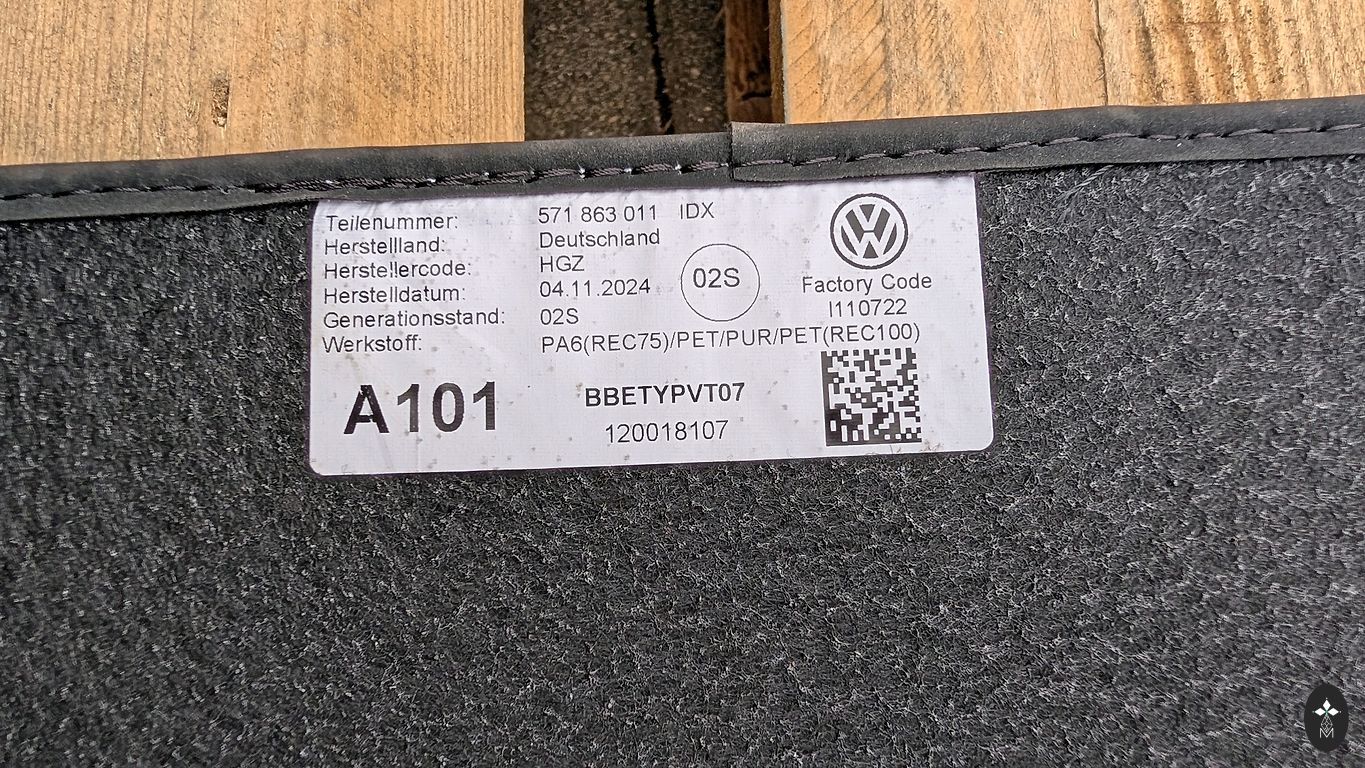 Teilenummer: 571 863 011 IDX
Herstellland: Deutschland
Herstellercode: HGZ
Herstelldatum: 04.11.2024
Generationsstand: 02S
Werkstoff: PA6(REC75)/PET/PUR/PET(REC100)
02S
Factory Code
I110722
A101
BBETYPVT07
120018107
M